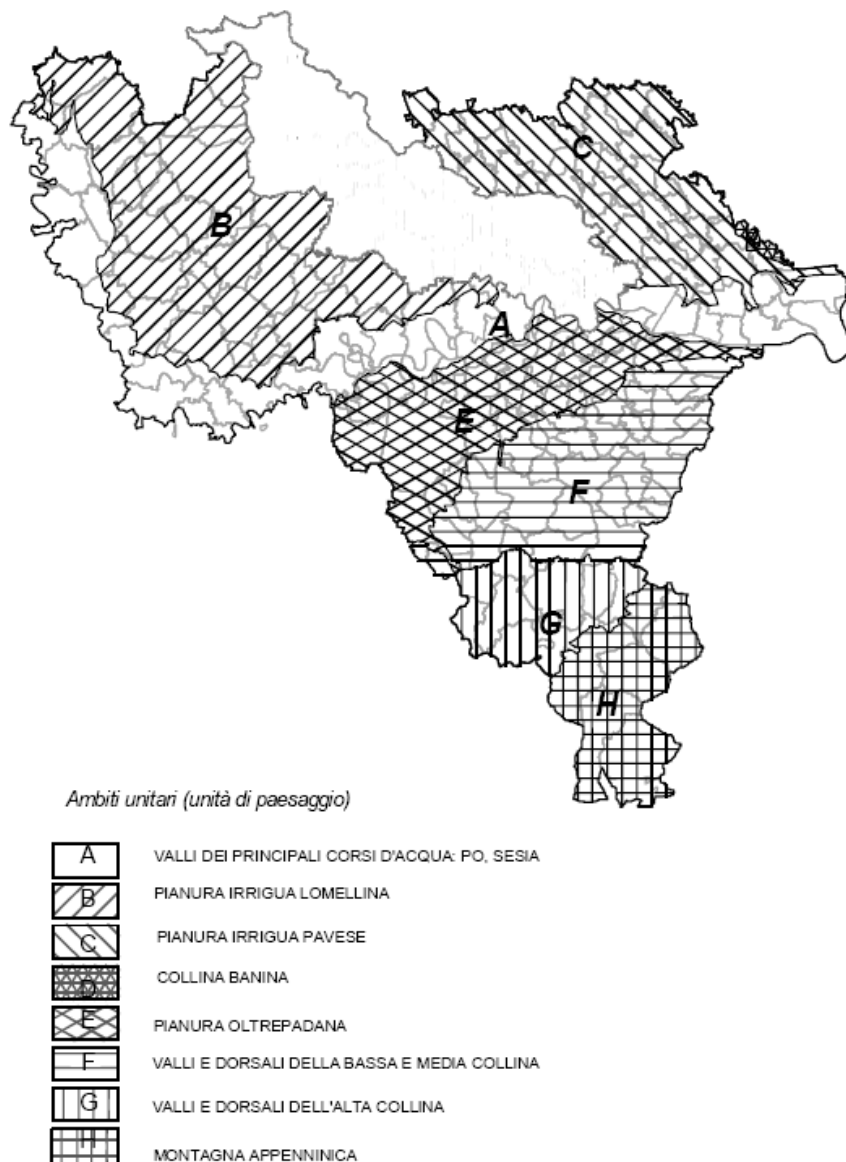 C
B
A
E
F
G
H
Ambiti unitari (unità di paesaggio)
A VALLI DEI PRINCIPALI CORSI D'ACQUA: PO, SESIA
B PIANURA IRRIGUA LOMELLINA
C PIANURA IRRIGUA PAVESE
D COLLINA BANINA
E PIANURA OLTREPADANA
F VALLI E DORSALI DELLA BASSA E MEDIA COLLINA
G VALLI E DORSALI DELL'ALTA COLLINA
H MONTAGNA APPENNINICA